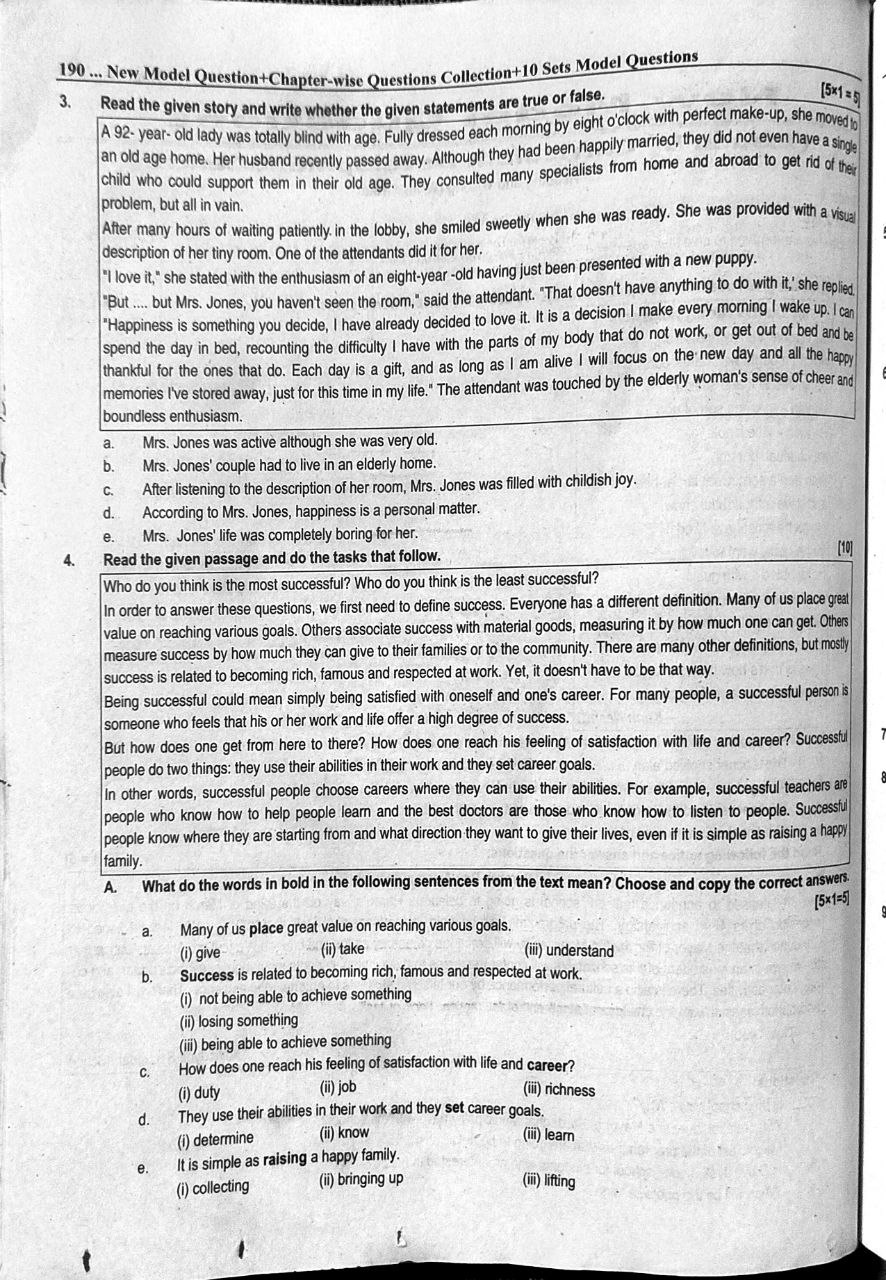 190 ... New Model Question+Chapter-wise Questions Collection+10 Sets Model Questions
3. Read the given story and write whether the given statements are true or false. [5×1=5]
A 92- year- old lady was totally blind with age. Fully dressed each morning by eight o'clock with perfect make-up, she moved to
an old age home. Her husband recently passed away. Although they had been happily married, they did not even have a single
child who could support them in their old age. They consulted many specialists from home and abroad to get rid of their
problem, but all in vain.
After many hours of waiting patiently in the lobby, she smiled sweetly when she was ready. She was provided with a visual
description of her tiny room. One of the attendants did it for her.
"I love it," she stated with the enthusiasm of an eight-year -old having just been presented with a new puppy.
"But .... but Mrs. Jones, you haven't seen the room," said the attendant. "That doesn't have anything to do with it,' she replied.
"Happiness is something you decide, I have already decided to love it. It is a decision I make every morning I wake up. I can
spend the day in bed, recounting the difficulty I have with the parts of my body that do not work, or get out of bed and be
thankful for the ones that do. Each day is a gift, and as long as I am alive I will focus on the new day and all the happy
memories I've stored away, just for this time in my life." The attendant was touched by the elderly woman's sense of cheer and
boundless enthusiasm.
a. Mrs. Jones was active although she was very old.
b. Mrs. Jones' couple had to live in an elderly home.
c. After listening to the description of her room, Mrs. Jones was filled with childish joy.
d. According to Mrs. Jones, happiness is a personal matter.
e. Mrs. Jones' life was completely boring for her.
4. Read the given passage and do the tasks that follow. [10]
Who do you think is the most successful? Who do you think is the least successful?
In order to answer these questions, we first need to define success. Everyone has a different definition. Many of us place great
value on reaching various goals. Others associate success with material goods, measuring it by how much one can get. Others
measure success by how much they can give to their families or to the community. There are many other definitions, but mostly
success is related to becoming rich, famous and respected at work. Yet, it doesn't have to be that way.
Being successful could mean simply being satisfied with oneself and one's career. For many people, a successful person is
someone who feels that his or her work and life offer a high degree of success.
But how does one get from here to there? How does one reach his feeling of satisfaction with life and career? Successful
people do two things: they use their abilities in their work and they set career goals.
In other words, successful people choose careers where they can use their abilities. For example, successful teachers are
people who know how to help people learn and the best doctors are those who know how to listen to people. Successful
people know where they are starting from and what direction they want to give their lives, even if it is simple as raising a happy
family.
A. What do the words in bold in the following sentences from the text mean? Choose and copy the correct answers.
[5×1=5]
a. Many of us place great value on reaching various goals.
(i) give (ii) take (iii) understand
b. Success is related to becoming rich, famous and respected at work.
(i) not being able to achieve something
(ii) losing something
(iii) being able to achieve something
c. How does one reach his feeling of satisfaction with life and career?
(i) duty (ii) job (iii) richness
d. They use their abilities in their work and they set career goals.
(i) determine (ii) know (iii) learn
e. It is simple as raising a happy family.
(i) collecting (ii) bringing up (iii) lifting